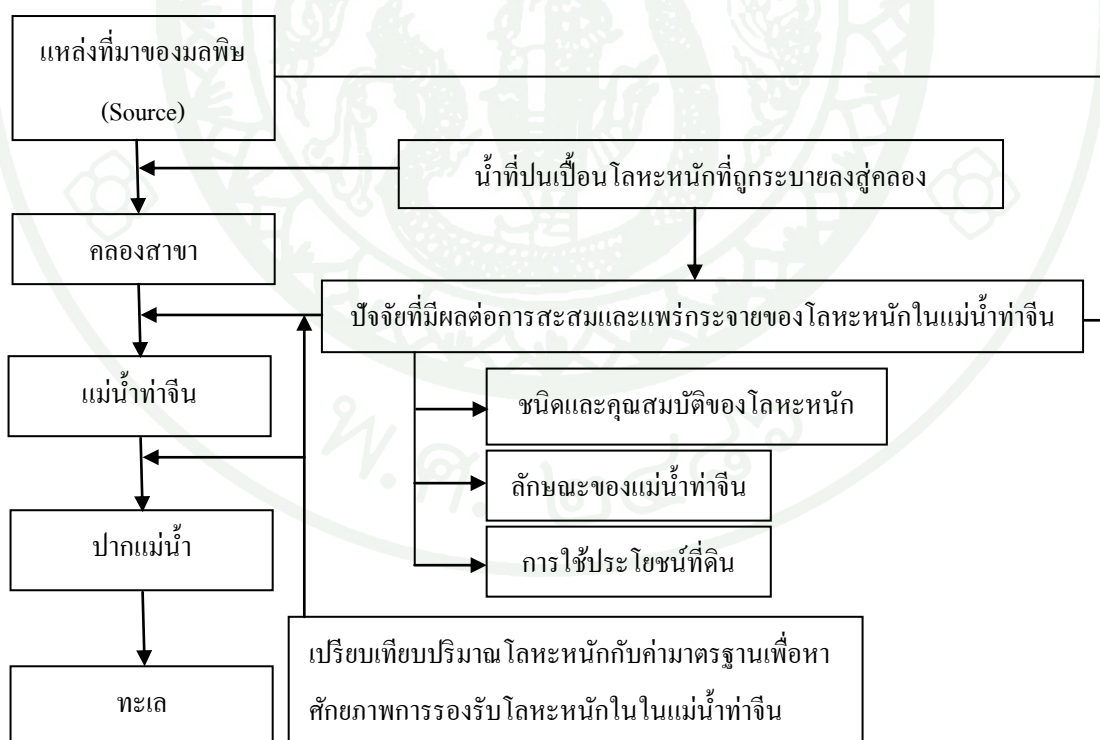 แหล่งที่มาของมลพิษ
(Source)
น้ำที่ปนเปื้อนโลหะหนักที่ถูกระบายลงสู่คลอง
คลองสาขา
ปัจจัยที่มีผลต่อการสะสมและแพร่กระจายของโลหะหนักในแม่น้ำท่าจีน
แม่น้ำท่าจีน
ชนิดและคุณสมบัติของโลหะหนัก
ลักษณะของแม่น้ำท่าจีน
ปากแม่น้ำ
การใช้ประโยชน์ที่ดิน
เปรียบเทียบปริมาณโลหะหนักกับค่ามาตรฐานเพื่อหา
ศักยภาพการรองรับโลหะหนักในในแม่น้ำท่าจีน
ทะเล
พ.ศ. ๒๔๘๖